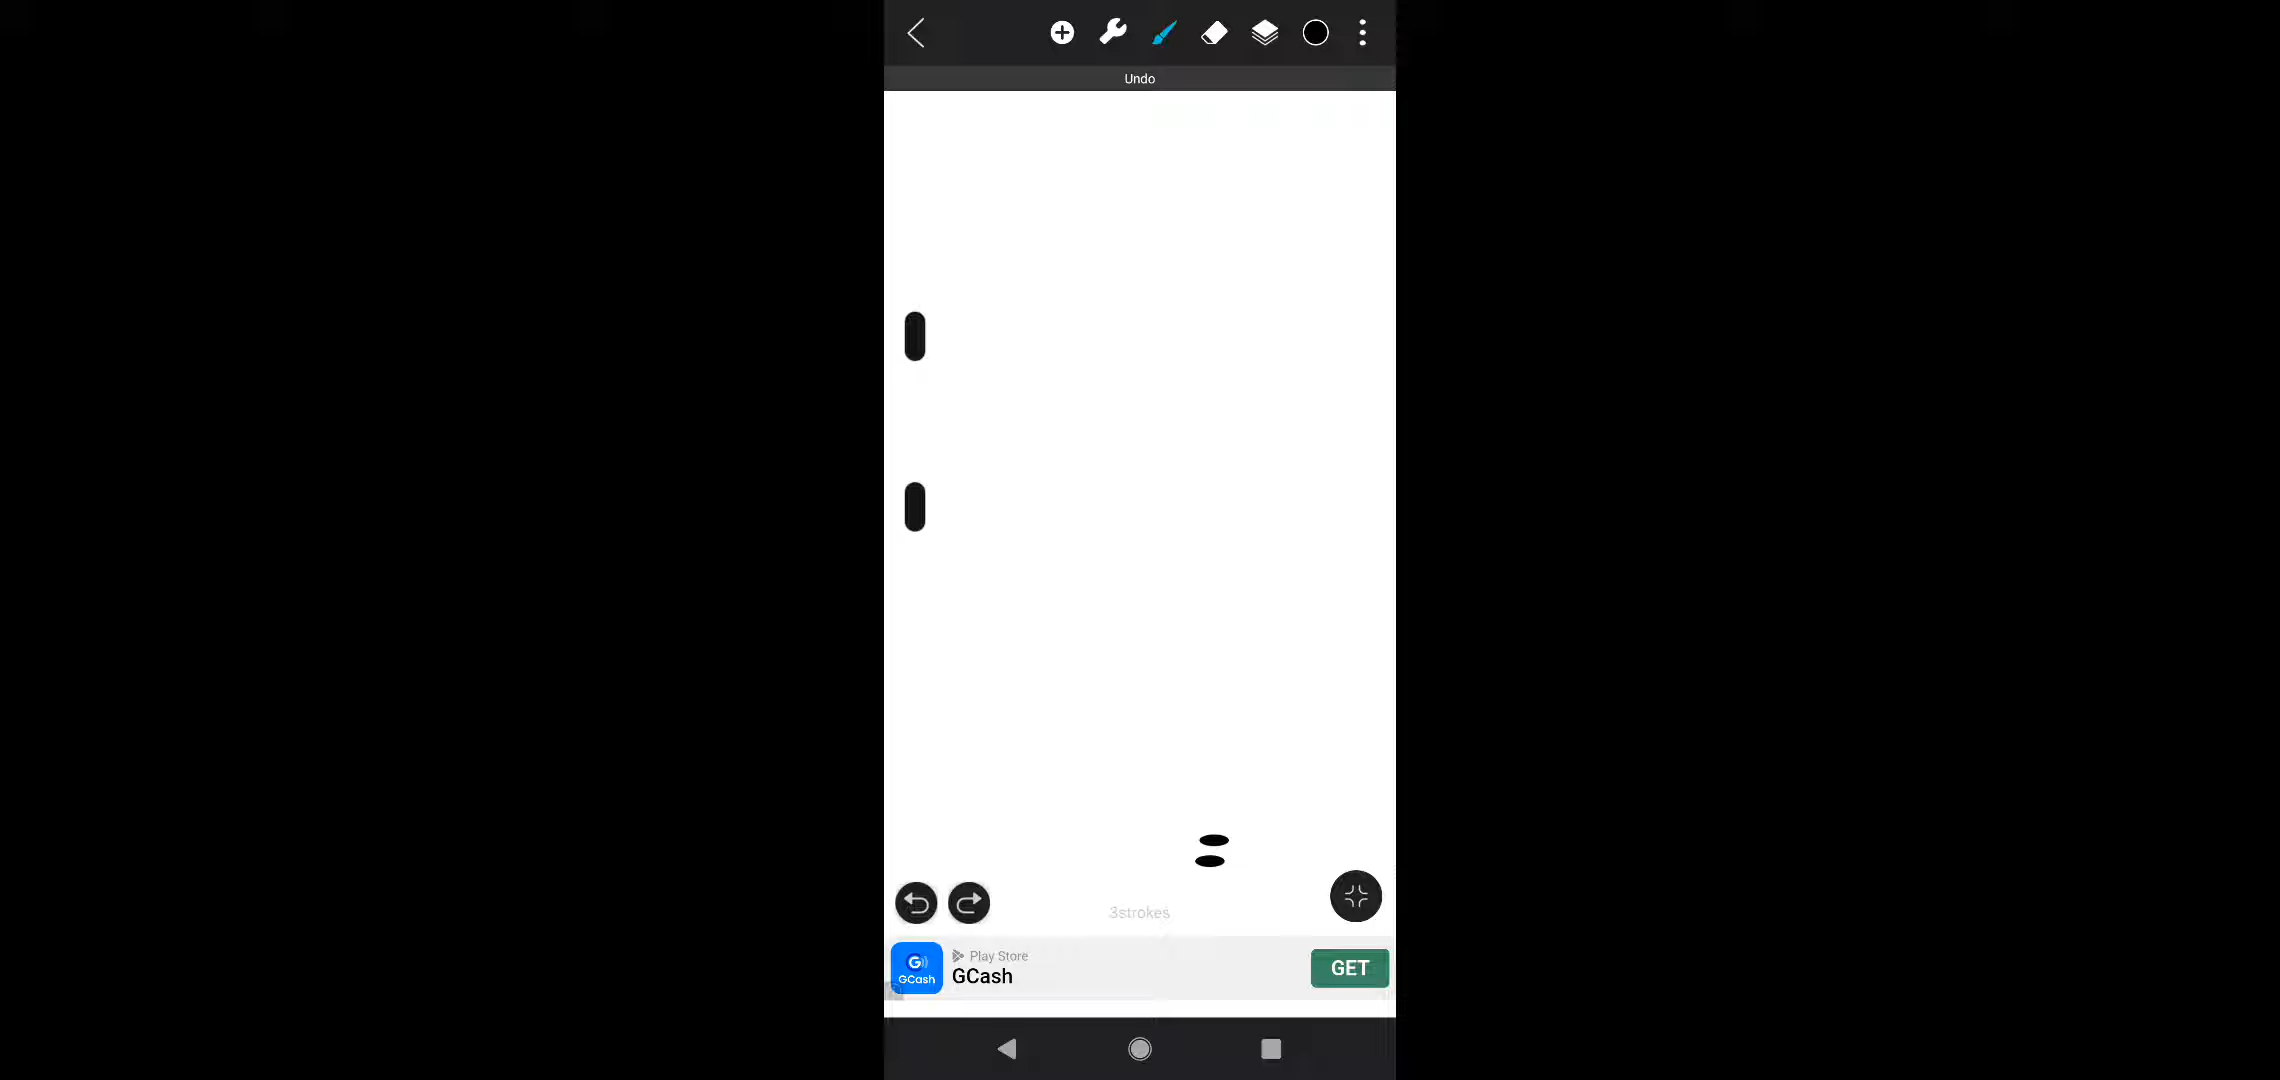 Undo
3strokes
G
GCash
Play Store
GCash
GET